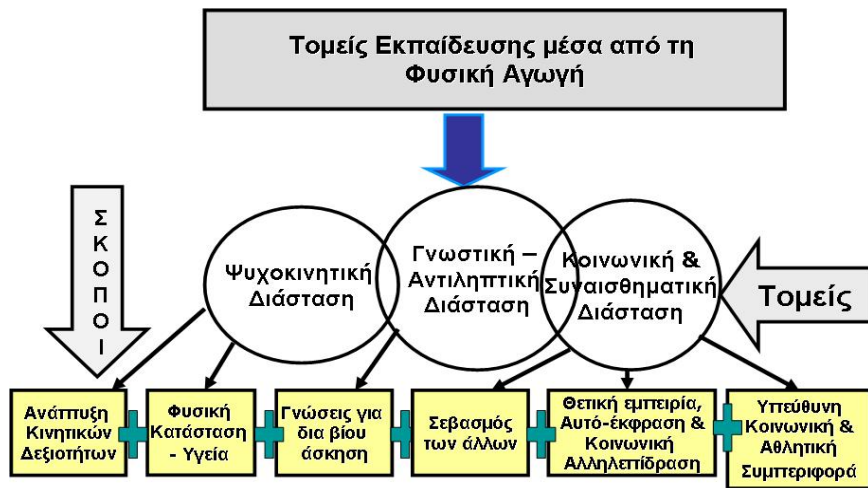 Τομείς Εκπαίδευσης μέσα από τη
Φυσική Αγωγή
ΣΚΟΠΟΙ
Ψυχοκινητική
Διάσταση
Γνωστική –
Αντιληπτική
Διάσταση
Κοινωνική &
Συναισθηματική
Διάσταση
Τομείς
Ανάπτυξη
Κινητικών
Δεξιοτήτων
Φυσική
Κατάσταση
- Υγεία
Γνώσεις για
δια βίου
άσκηση
Σεβασμός
των άλλων
Θετική εμπειρία,
Αυτό-έκφραση &
Κοινωνική
Αλληλεπίδραση
Υπεύθυνη
Κοινωνική &
Αθλητική
Συμπεριφορά